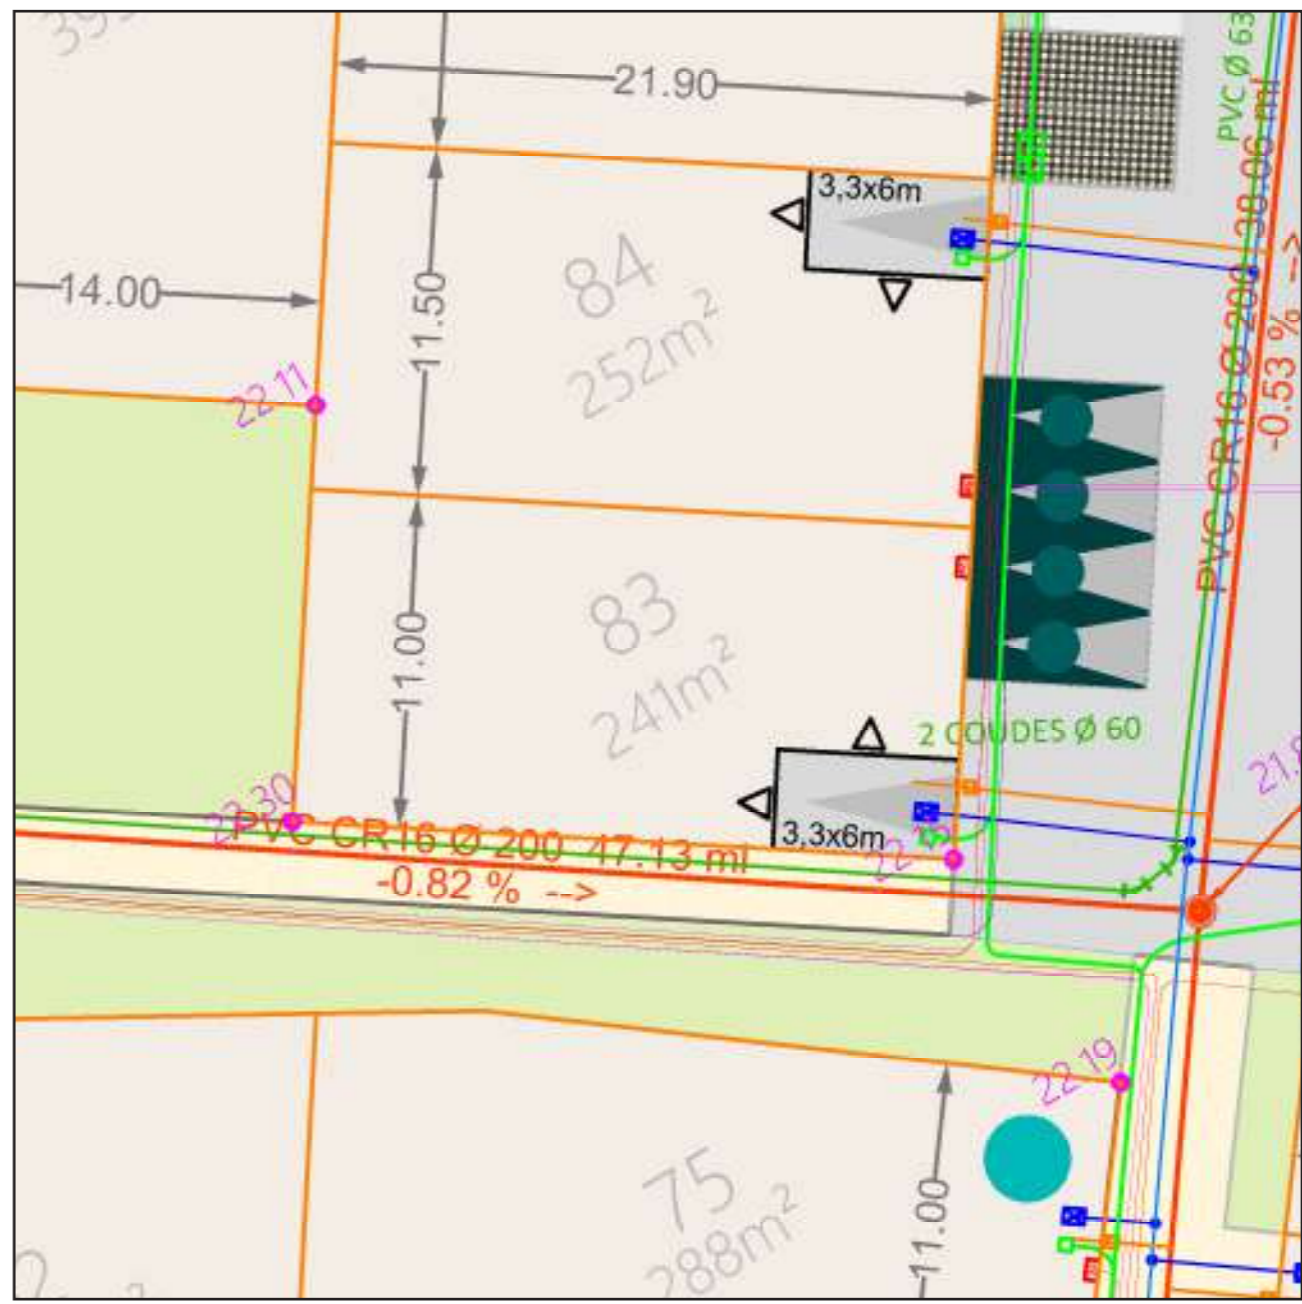 393
21.90
PVC Ø 63
3,3x6m
84
252m²
14.00
11.50
22.11
PVC CR16 Ø 200 38.06 ml
-0.53 % -->
83
241m²
11.00
2 COUDES Ø 60
3,3x6m
22.30
PVC CR16 Ø 200 47.13 ml
-0.82 % -->
22.19
75
288m²
11.00